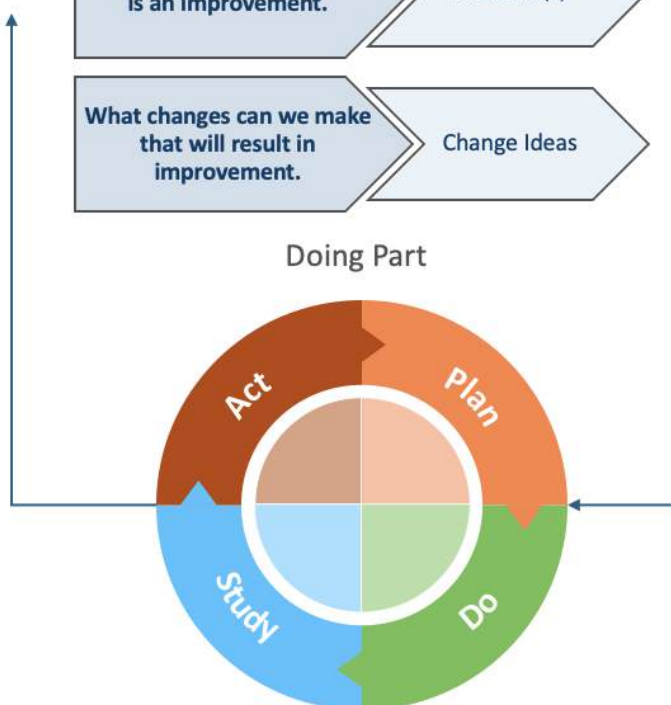 is an improvement.
What changes can we make
that will result in
improvement.
Change Ideas
Doing Part
Act
Plan
Study
Do